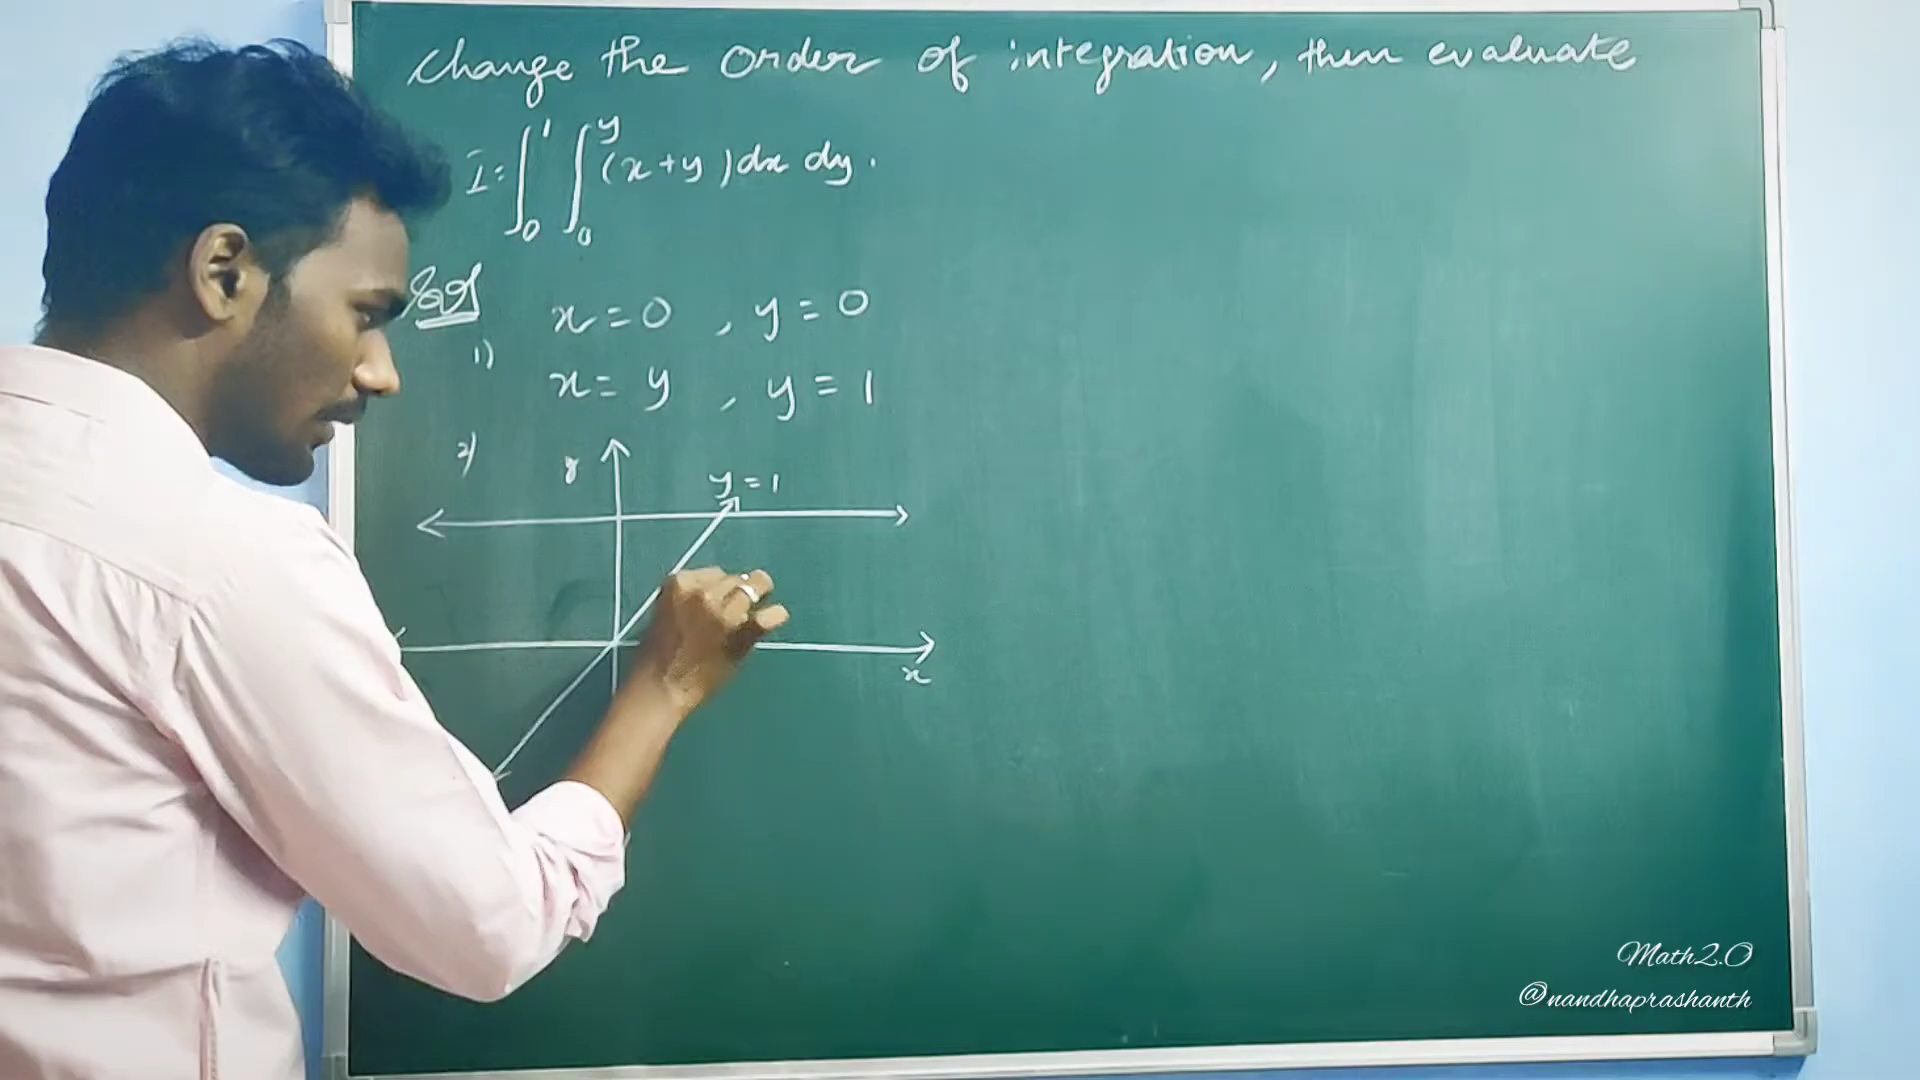 Change the order of integration, then evaluate
I = ∫₀¹ ∫₀ʸ (x+y) dx dy.
Sol
x = 0 , y = 0
1)
x = y , y = 1
2)
y
y = 1
x
Math2.0
@nandhaprashanth